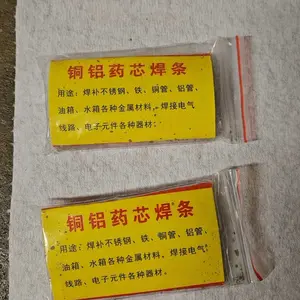 铜铝药芯焊条
用途：焊补不锈钢、铁、铜管、铝管、
油箱、水箱各种金属材料，焊接电气
线路、电子元件各种器材。
铜铝药芯焊条
用途：焊补不锈钢、铁、铜管、铝管、
油箱、水箱各种金属材料，焊接电气
线路、电子元件各种器材。